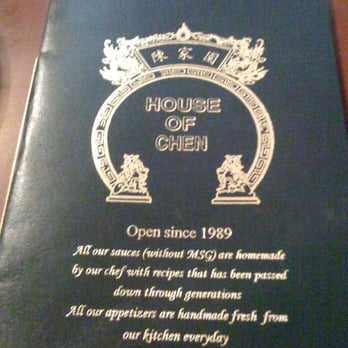 陳家園
HOUSE
OF
CHEN
Open since 1989
All our sauces (without MSG) are homemade
by our chef with recipes that has been passed
down through generations
All our appetizers are handmade fresh from
our kitchen everyday